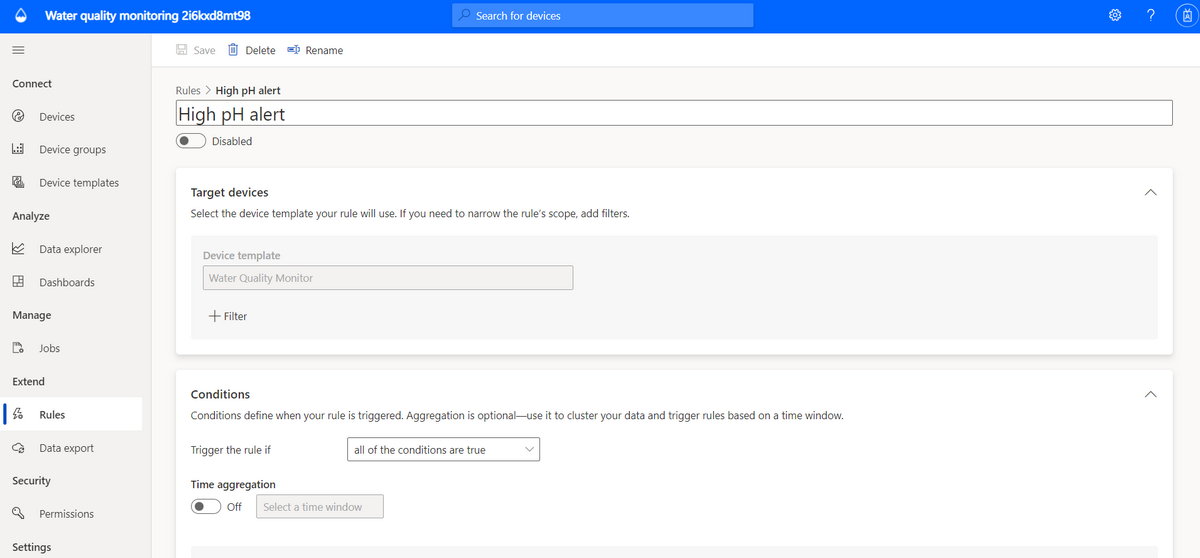 Water quality monitoring 2i6kxd8mt98
Search for devices
Save Delete Rename
Connect
Devices
Device groups
Device templates
Analyze
Data explorer
Dashboards
Manage
Jobs
Extend
Rules
Data export
Security
Permissions
Settings
Rules > High pH alert
High pH alert
Disabled
Target devices
Select the device template your rule will use. If you need to narrow the rule's scope, add filters.
Device template
Water Quality Monitor
+ Filter
Conditions
Conditions define when your rule is triggered. Aggregation is optional—use it to cluster your data and trigger rules based on a time window.
Trigger the rule if all of the conditions are true
Time aggregation
Off Select a time window